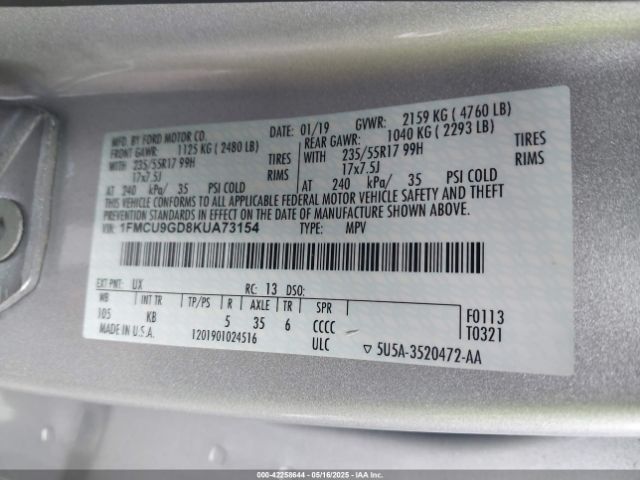 MFD. BY FORD MOTOR CO.
DATE: 01/19 GVWR: 2159 KG ( 4760 LB)
FRONT GAWR: 1125 KG ( 2480 LB)
REAR GAWR: 1040 KG ( 2293 LB)
WITH 235/55R17 99H TIRES
WITH 235/55R17 99H TIRES
17x7.5J RIMS
17x7.5J RIMS
AT 240 kPa/ 35 PSI COLD
AT 240 kPa/ 35 PSI COLD
THIS VEHICLE CONFORMS TO ALL APPLICABLE FEDERAL MOTOR VEHICLE SAFETY AND THEFT
PREVENTION STANDARDS IN EFFECT ON THE DATE OF MANUFACTURE SHOWN ABOVE.
VIN: 1FMCU9GD8KUA73154 TYPE: MPV
EXT PNT: UX RC: 13 DSO:
WB INT TR TP/PS R AXLE TR SPR
105 KB 5 35 6 CCCC
F0113
MADE IN U.S.A. 1201901024516 ULC
T0321
▽ 5U5A-3520472-AA
000-42258644 - 05/16/2025 - IAA Inc.